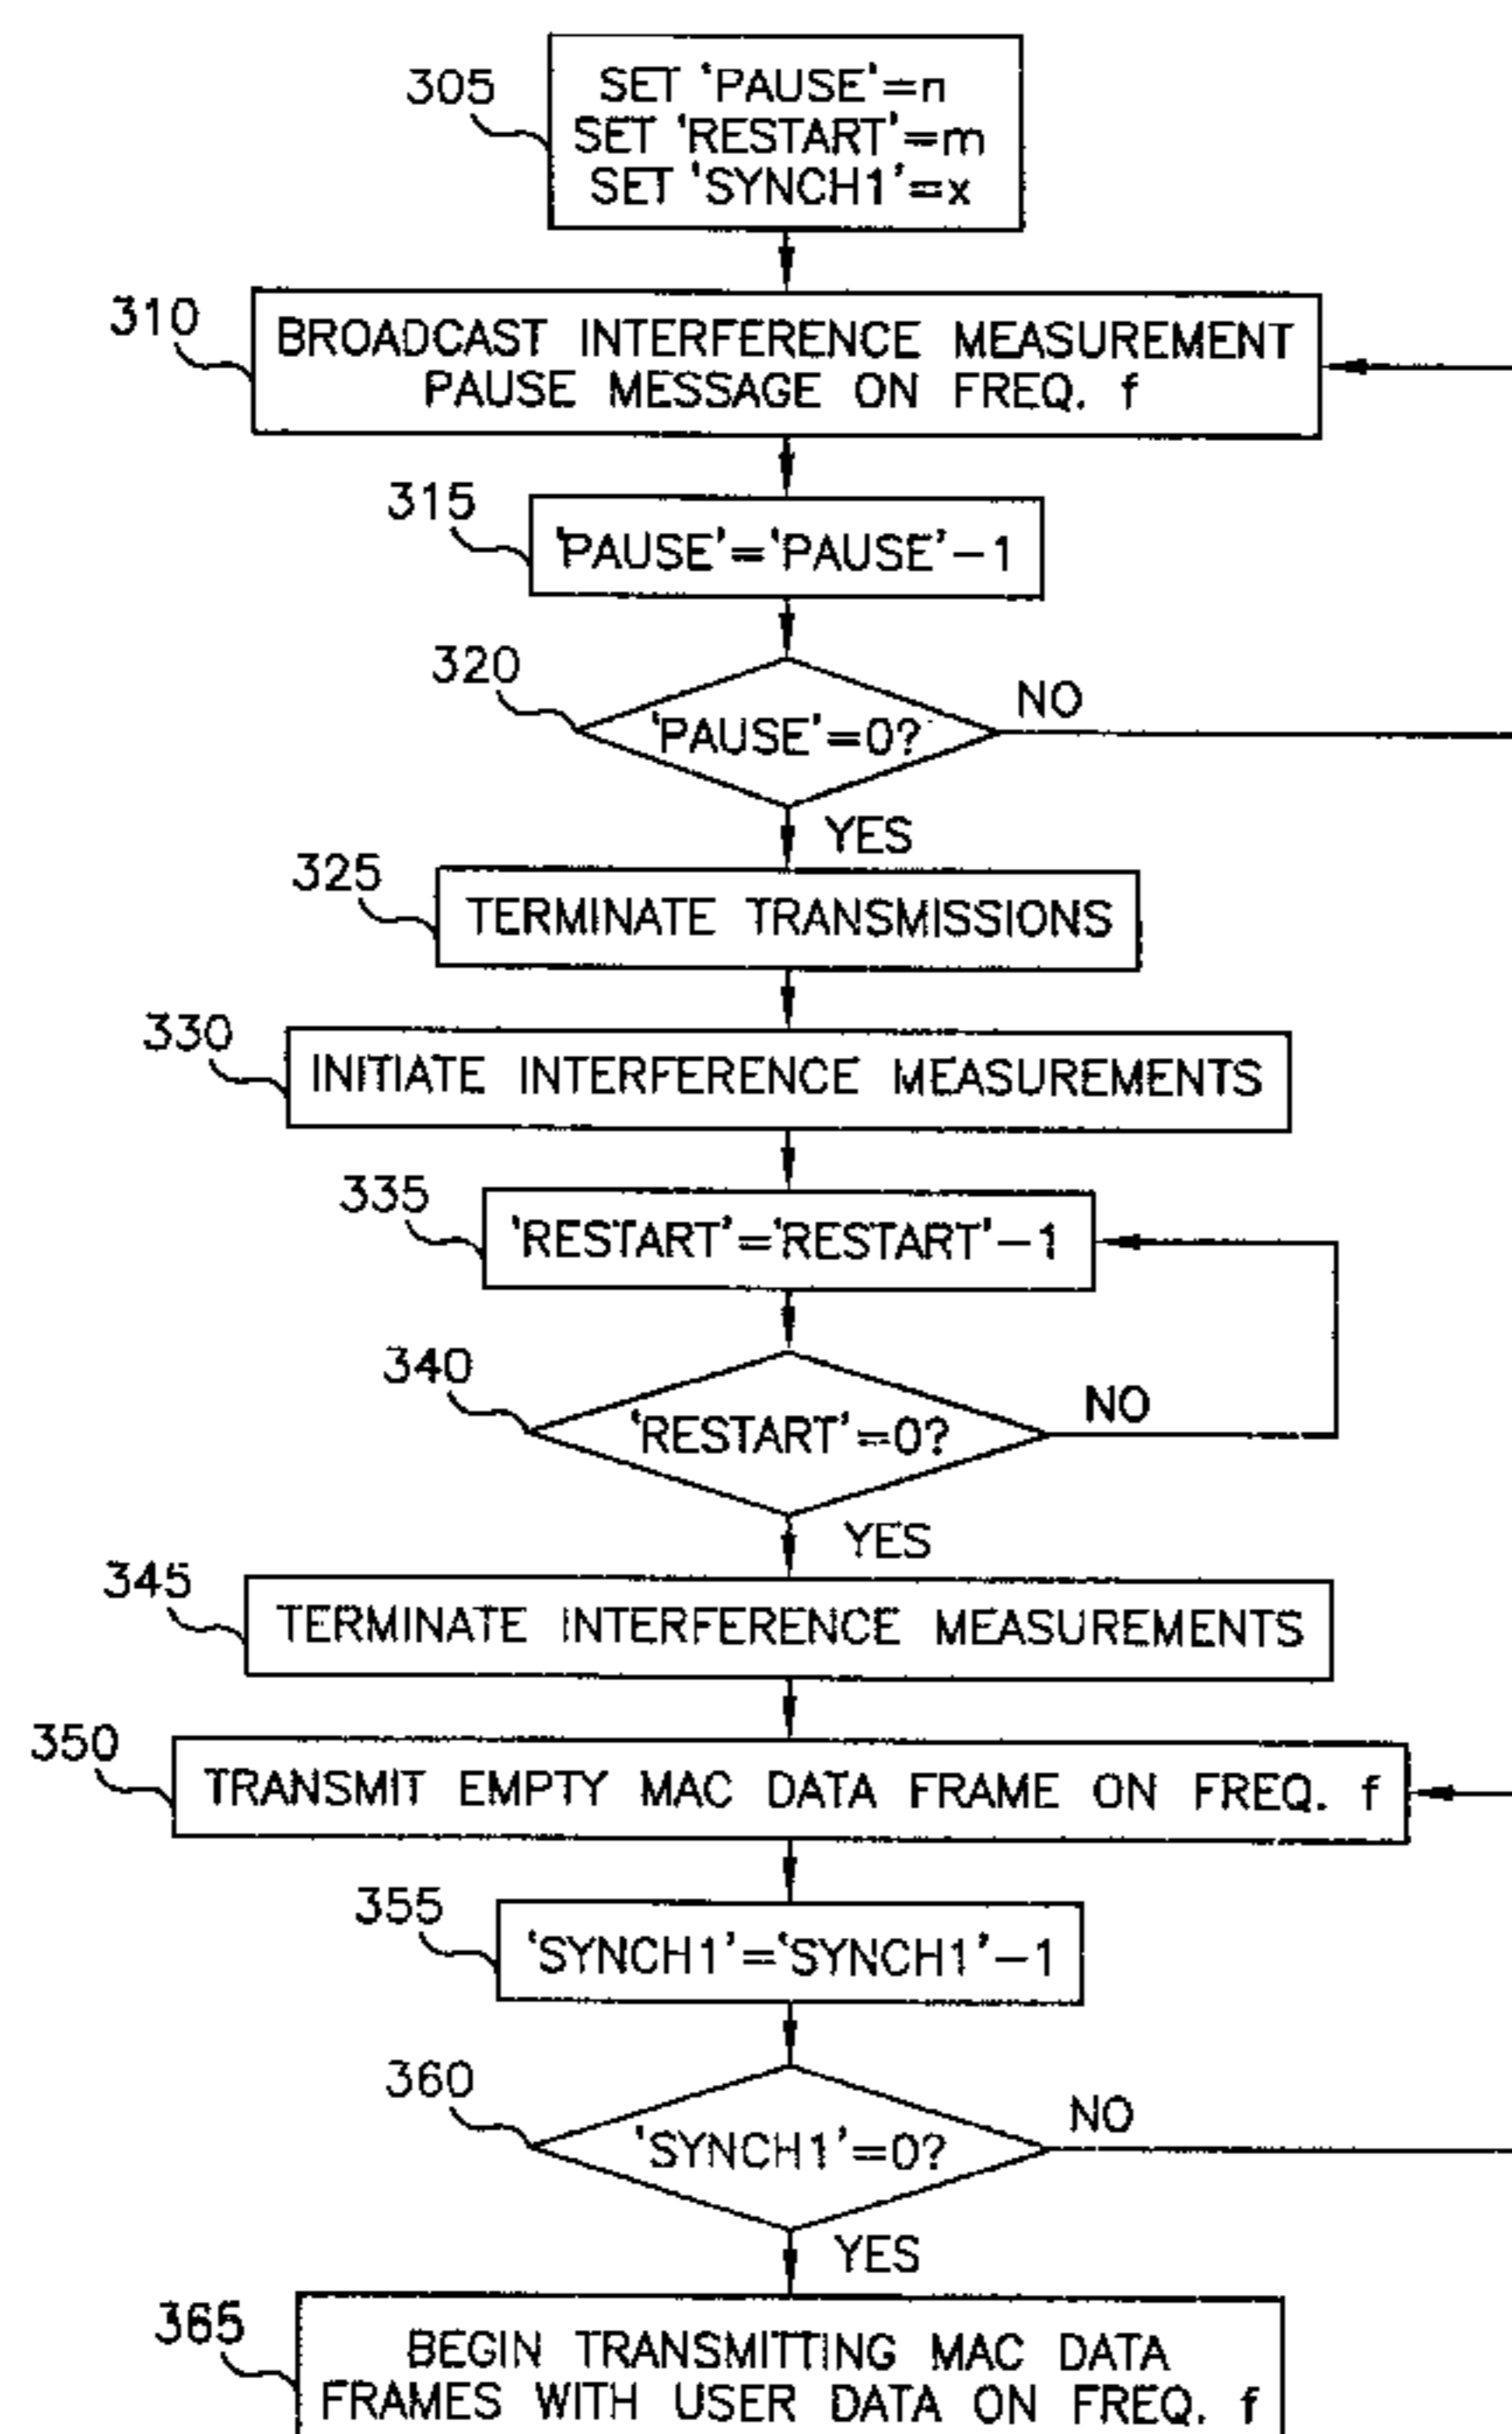 305
SET 'PAUSE'=n
SET 'RESTART'=m
SET 'SYNCH1'=x
310
BROADCAST INTERFERENCE MEASUREMENT
PAUSE MESSAGE ON FREQ. f
315
'PAUSE'='PAUSE'-1
320
'PAUSE'=0?
NO
YES
325
TERMINATE TRANSMISSIONS
330
INITIATE INTERFERENCE MEASUREMENTS
335
'RESTART'='RESTART'-1
340
'RESTART'=0?
NO
YES
345
TERMINATE INTERFERENCE MEASUREMENTS
350
TRANSMIT EMPTY MAC DATA FRAME ON FREQ. f
355
'SYNCH1'='SYNCH1'-1
360
'SYNCH1'=0?
NO
YES
365
BEGIN TRANSMITTING MAC DATA
FRAMES WITH USER DATA ON FREQ. f